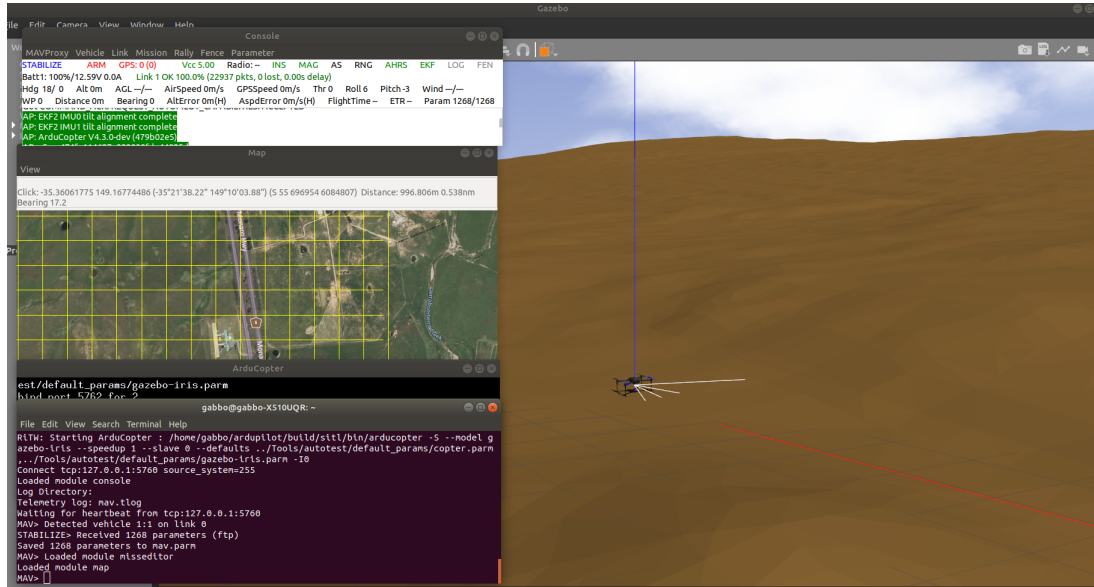 Gazebo
File Edit Camera View Window Help
Console
MAVProxy Vehicle Link Mission Rally Fence Parameter
STABILIZE ARM GPS: 0 (0) Vcc 5.00 Radio: -- INS MAG AS RNG AHRS EKF LOG FEN
Batt1: 100%/12.59V 0.0A Link 1 OK 100.0% (22937 pkts, 0 lost, 0.00s delay)
Hdg 18/ 0 Alt 0m AGL ---/--- AirSpeed 0m/s GPSSpeed 0m/s Thr 0 Roll 6 Pitch -3 Wind ---/---
WP 0 Distance 0m Bearing 0 AltError 0m(H) AspdError 0m/s(H) FlightTime -- ETR -- Param 1268/1268
AP: EKF2 IMU0 tilt alignment complete
AP: EKF2 IMU1 tilt alignment complete
AP: ArduCopter V4.3.0-dev (479b02e5)
Map
View
Click: -35.36061775 149.16774486 (-35°21'38.22" 149°10'03.88") (S 55 696954 6084807) Distance: 996.806m 0.538nm
Bearing 17.2
ArduCopter
est/default_params/gazebo-iris.parm
bind port 5762 for 2
gabbo@gabbo-X510UQR: ~
File Edit View Search Terminal Help
RiTW: Starting ArduCopter : /home/gabbo/ardupilot/build/sitl/bin/arducopter -S --model g
azebo-iris --speedup 1 --slave 0 --defaults ../Tools/autotest/default_params/copter.parm
,../Tools/autotest/default_params/gazebo-iris.parm -I0
Connect tcp:127.0.0.1:5760 source_system=255
Loaded module console
Log Directory:
Telemetry log: mav.tlog
Waiting for heartbeat from tcp:127.0.0.1:5760
MAV> Detected vehicle 1:1 on link 0
STABILIZE> Received 1268 parameters (ftp)
Saved 1268 parameters to mav.parm
MAV> Loaded module misseditor
Loaded module map
MAV>